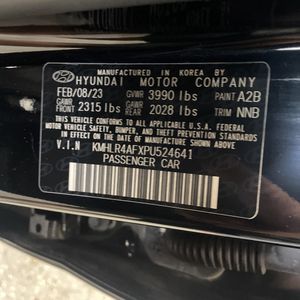 MANUFACTURED IN KOREA BY
HYUNDAI MOTOR COMPANY
FEB/08/23 GVWR 3990 lbs PAINT A2B
GAWR FRONT 2315 lbs GAWR REAR 2028 lbs TRIM NNB
THIS VEHICLE CONFORMS TO ALL APPLICABLE U.S. FEDERAL
MOTOR VEHICLE SAFETY, BUMPER, AND THEFT PREVENTION
STANDARDS IN EFFECT ON THE DATE OF MANUFACTURE SHOWN ABOVE.
V.I.N KMHLR4AFXPU524641
PASSENGER CAR